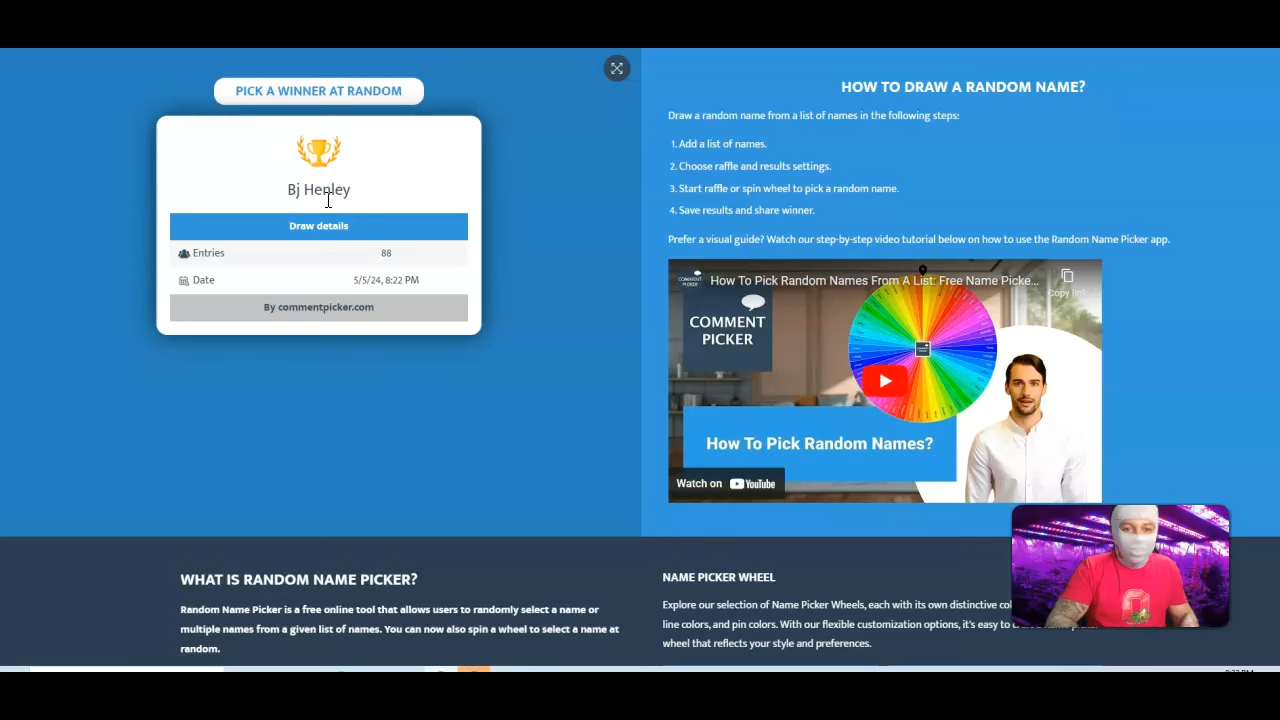 PICK A WINNER AT RANDOM
Bj Henley
Draw details
Entries 88
Date 5/5/24, 8:22 PM
By commentpicker.com
HOW TO DRAW A RANDOM NAME?
Draw a random name from a list of names in the following steps:
1. Add a list of names.
2. Choose raffle and results settings.
3. Start raffle or spin wheel to pick a random name.
4. Save results and share winner.
Prefer a visual guide? Watch our step-by-step video tutorial below on how to use the Random Name Picker app.
How To Pick Random Names From A List: Free Name Picke...
Copy link
COMMENT
PICKER
How To Pick Random Names?
Watch on YouTube
WHAT IS RANDOM NAME PICKER?
Random Name Picker is a free online tool that allows users to randomly select a name or
multiple names from a given list of names. You can now also spin a wheel to select a name at
random.
NAME PICKER WHEEL
Explore our selection of Name Picker Wheels, each with its own distinctive
line colors, and pin colors. With our flexible customization options, it's easy to
wheel that reflects your style and preferences.